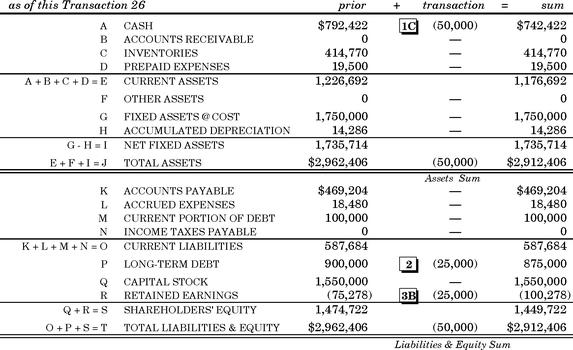 as of this Transaction 26 prior + transaction = sum
A CASH $792,422 1C (50,000) $742,422
B ACCOUNTS RECEIVABLE 0 — 0
C INVENTORIES 414,770 — 414,770
D PREPAID EXPENSES 19,500 — 19,500
A + B + C + D = E CURRENT ASSETS 1,226,692 1,176,692
F OTHER ASSETS 0 — 0
G FIXED ASSETS @ COST 1,750,000 — 1,750,000
H ACCUMULATED DEPRECIATION 14,286 — 14,286
G - H = I NET FIXED ASSETS 1,735,714 1,735,714
E + F + I = J TOTAL ASSETS $2,962,406 (50,000) $2,912,406
Assets Sum
K ACCOUNTS PAYABLE $469,204 — $469,204
L ACCRUED EXPENSES 18,480 — 18,480
M CURRENT PORTION OF DEBT 100,000 — 100,000
N INCOME TAXES PAYABLE 0 — 0
K + L + M + N = O CURRENT LIABILITIES 587,684 587,684
P LONG-TERM DEBT 900,000 2 (25,000) 875,000
Q CAPITAL STOCK 1,550,000 — 1,550,000
R RETAINED EARNINGS (75,278) 3B (25,000) (100,278)
Q + R = S SHAREHOLDERS' EQUITY 1,474,722 1,449,722
O + P + S = T TOTAL LIABILITIES & EQUITY $2,962,406 (50,000) $2,912,406
Liabilities & Equity Sum